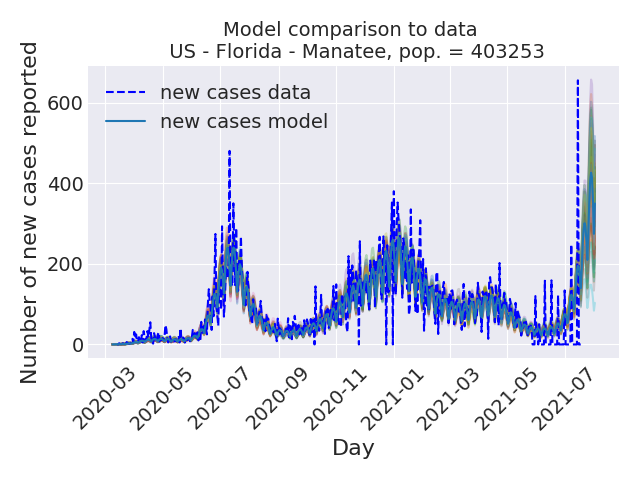 Model comparison to data
US - Florida - Manatee, pop. = 403253
new cases data
new cases model
Number of new cases reported
600
400
200
0
2020-03
2020-05
2020-07
2020-09
2020-11
2021-01
2021-03
2021-05
2021-07
Day